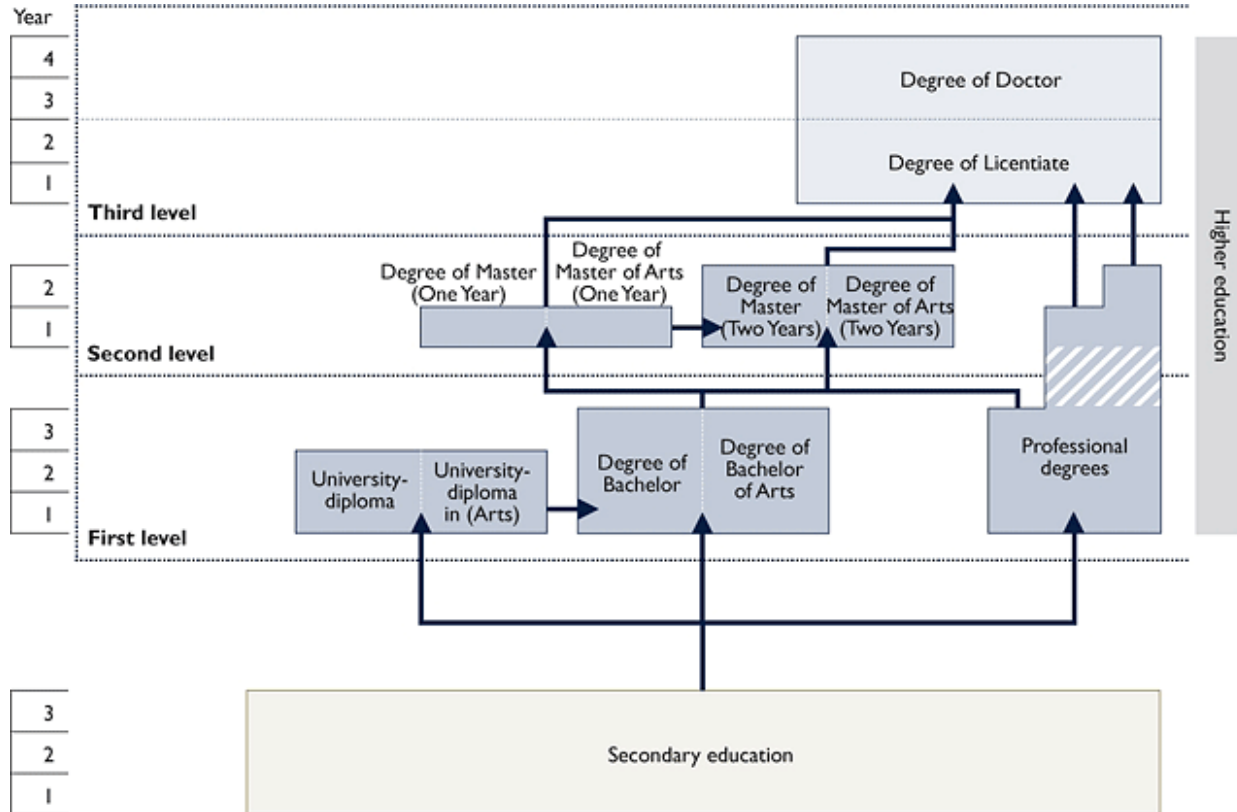 Year
4
3
2
1
Degree of Doctor
Degree of Licentiate
Third level
Higher education
2
1
Degree of Master
(One Year)
Degree of
Master of Arts
(One Year)
Degree of
Master
(Two Years)
Degree of
Master of Arts
(Two Years)
Second level
3
2
1
University-
diploma
University-
diploma
in (Arts)
Degree of
Bachelor
Degree of
Bachelor
of Arts
Professional
degrees
First level
3
2
1
Secondary education